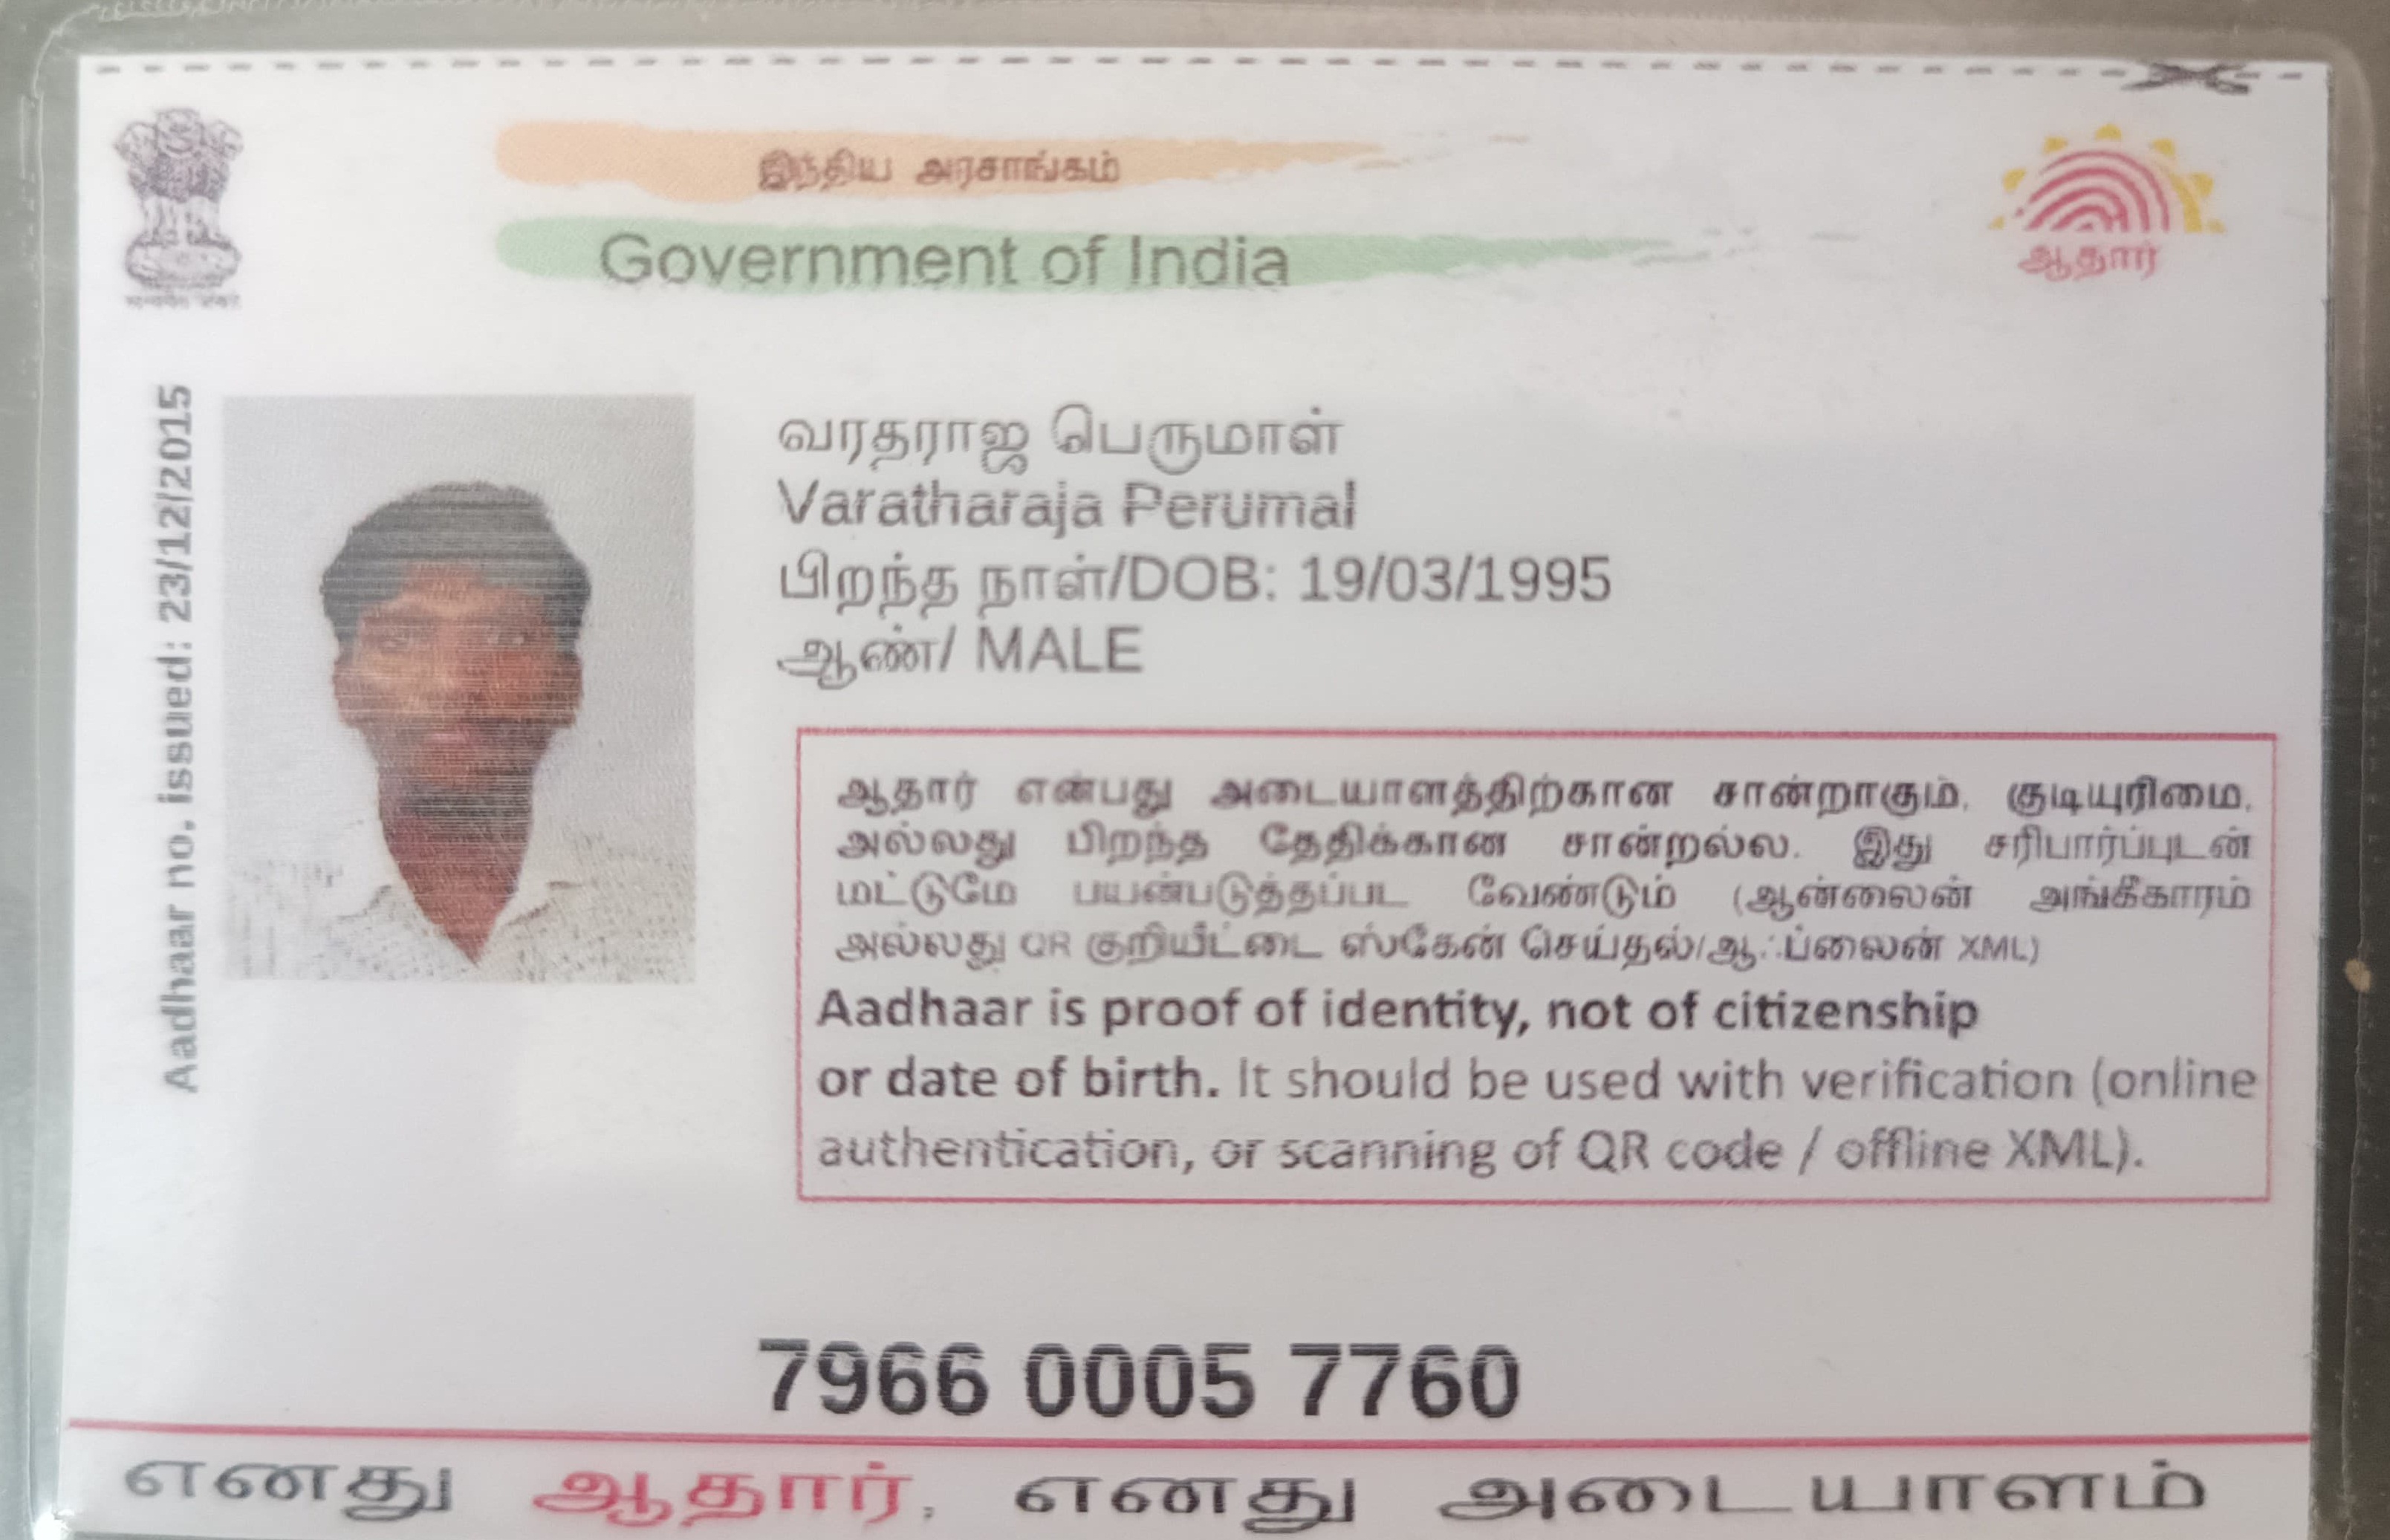 இந்திய அரசாங்கம்
Government of India
ஆதார்
Aadhaar no. issued: 23/12/2015
வரதராஜ பெருமாள்
Varatharaja Perumal
பிறந்த நாள்/DOB: 19/03/1995
ஆண்/ MALE
ஆதார் என்பது அடையாளத்திற்கான சான்றாகும், குடியுரிமை,
அல்லது பிறந்த தேதிக்கான சான்றல்ல. இது சரிபார்ப்புடன்
மட்டுமே பயன்படுத்தப்பட வேண்டும் (ஆன்லைன் அங்கீகாரம்
அல்லது QR குறியீட்டை ஸ்கேன் செய்தல்/ஆஃப்லைன் XML)
Aadhaar is proof of identity, not of citizenship
or date of birth. It should be used with verification (online
authentication, or scanning of QR code / offline XML).
7966 0005 7760
எனது ஆதார், எனது அடையாளம்